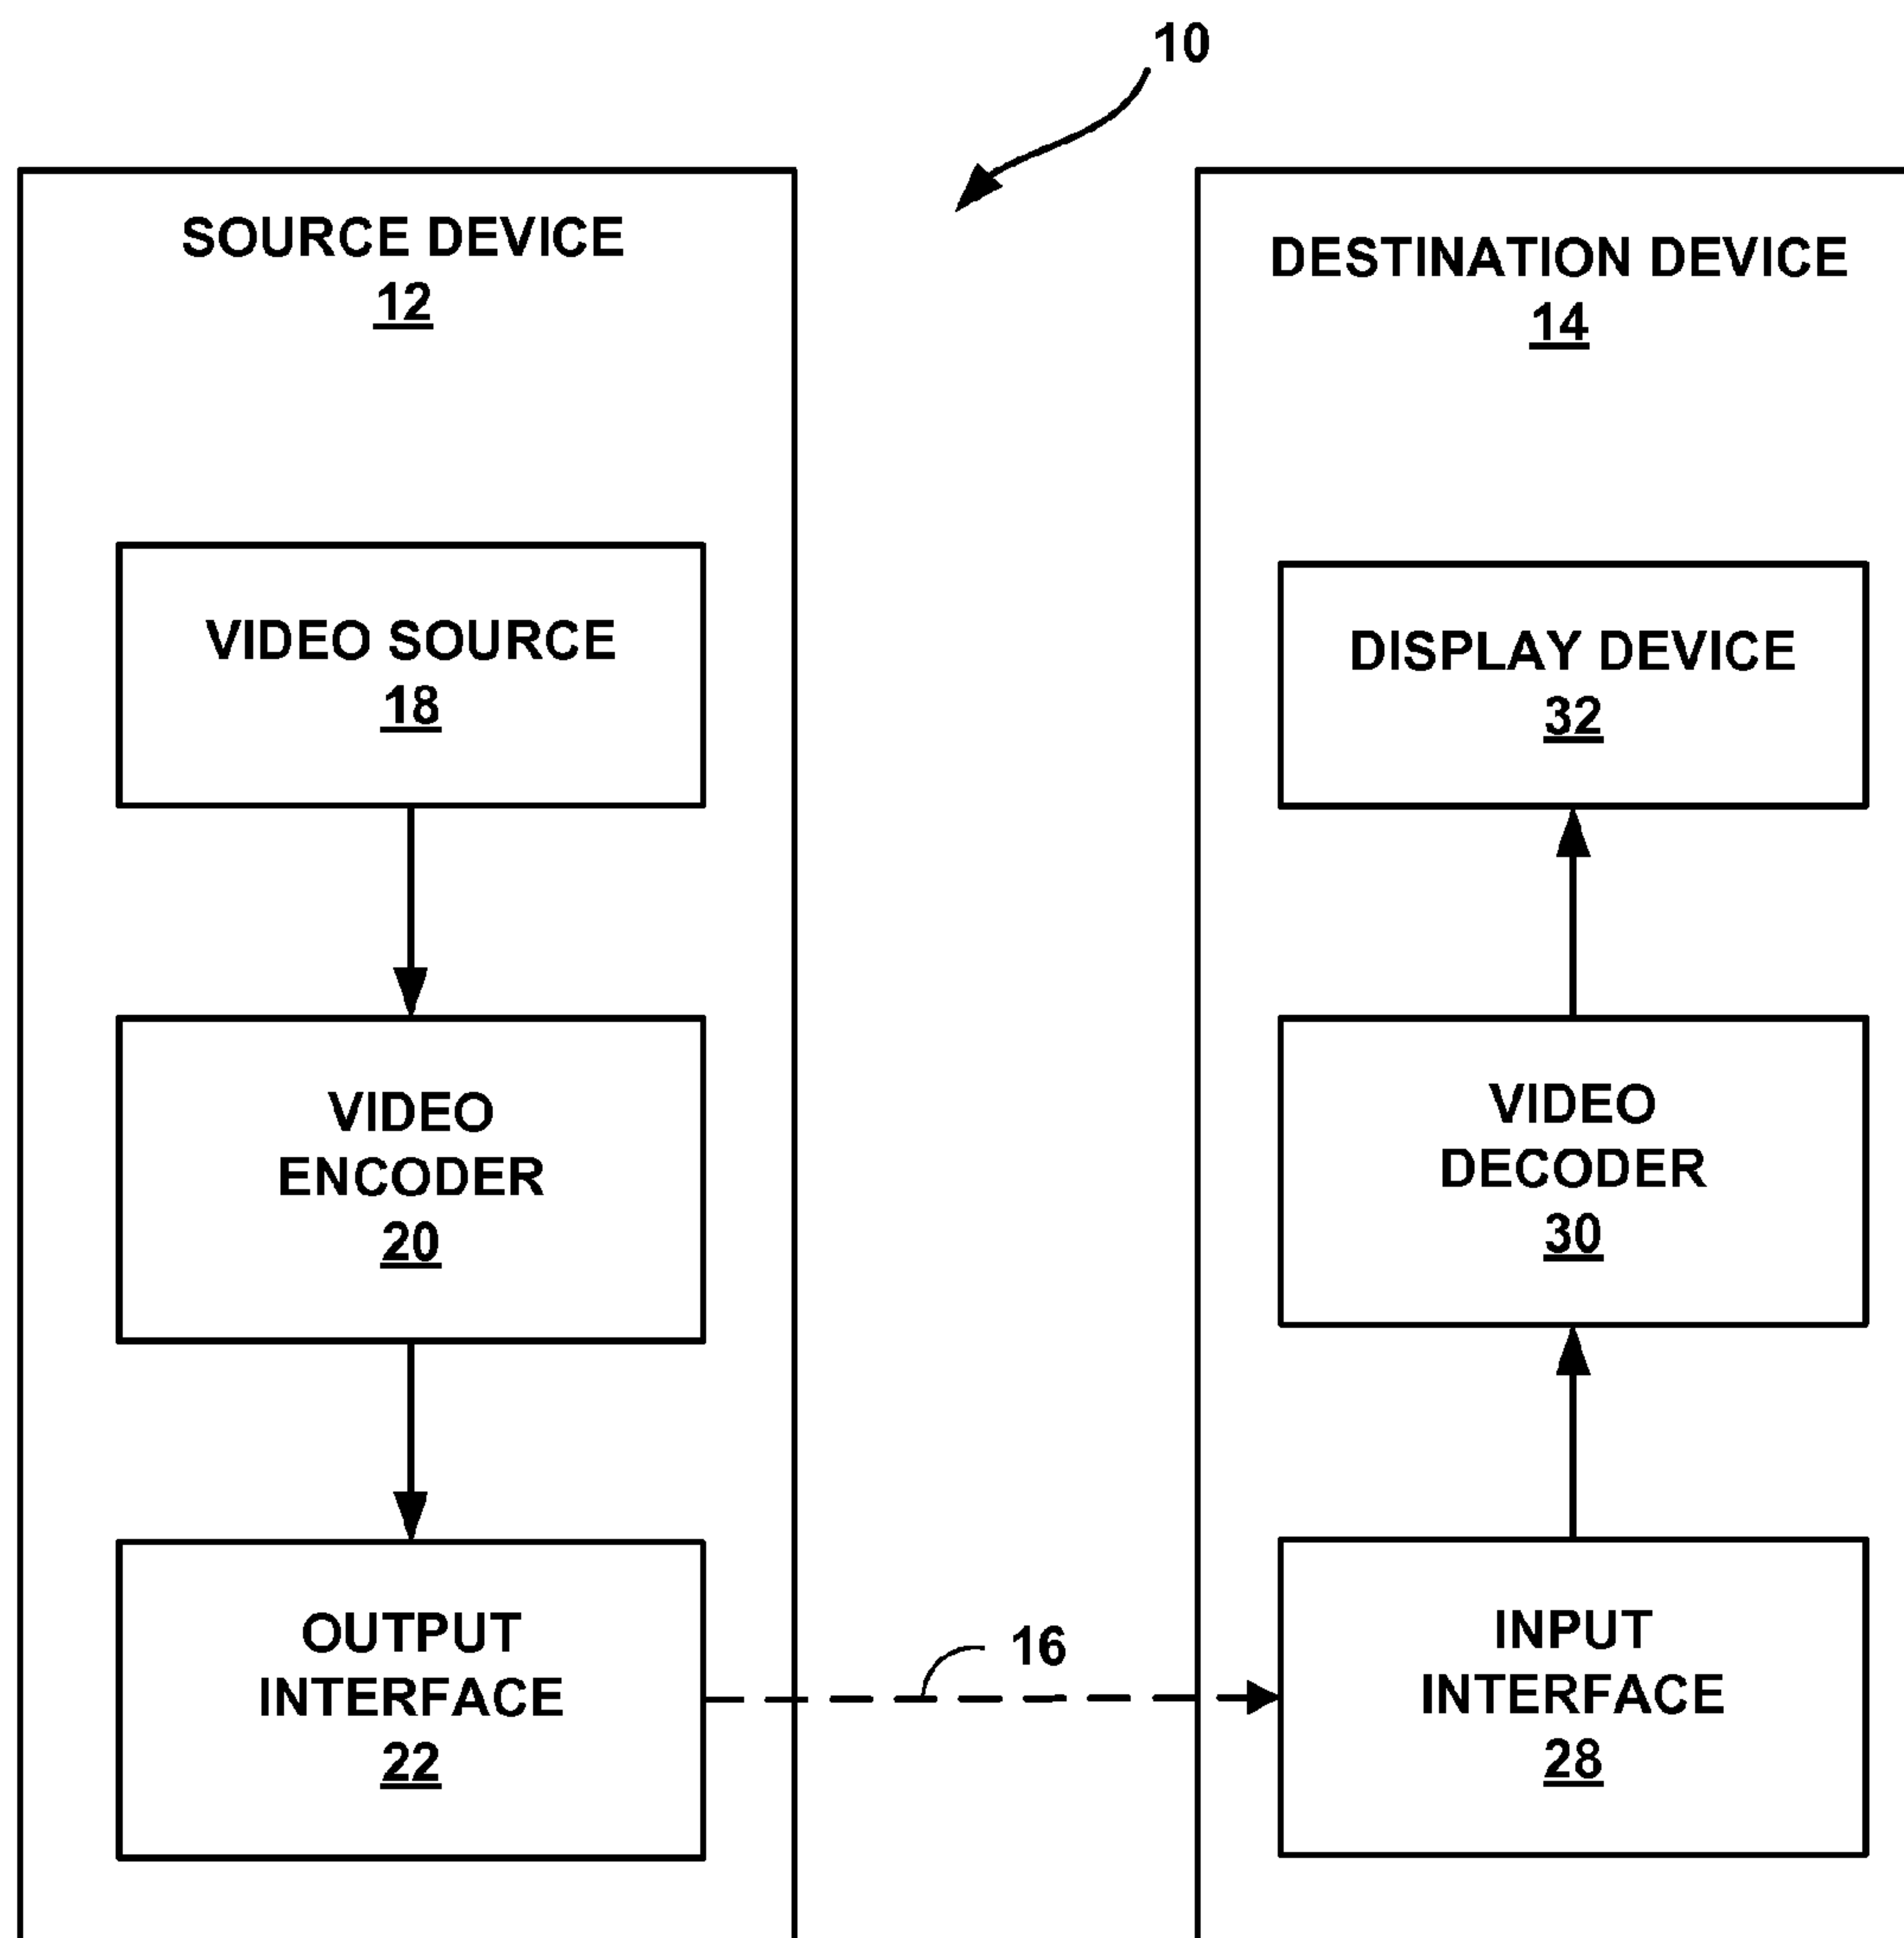 10
SOURCE DEVICE
12
VIDEO SOURCE
18
VIDEO
ENCODER
20
OUTPUT
INTERFACE
22
16
DESTINATION DEVICE
14
DISPLAY DEVICE
32
VIDEO
DECODER
30
INPUT
INTERFACE
28